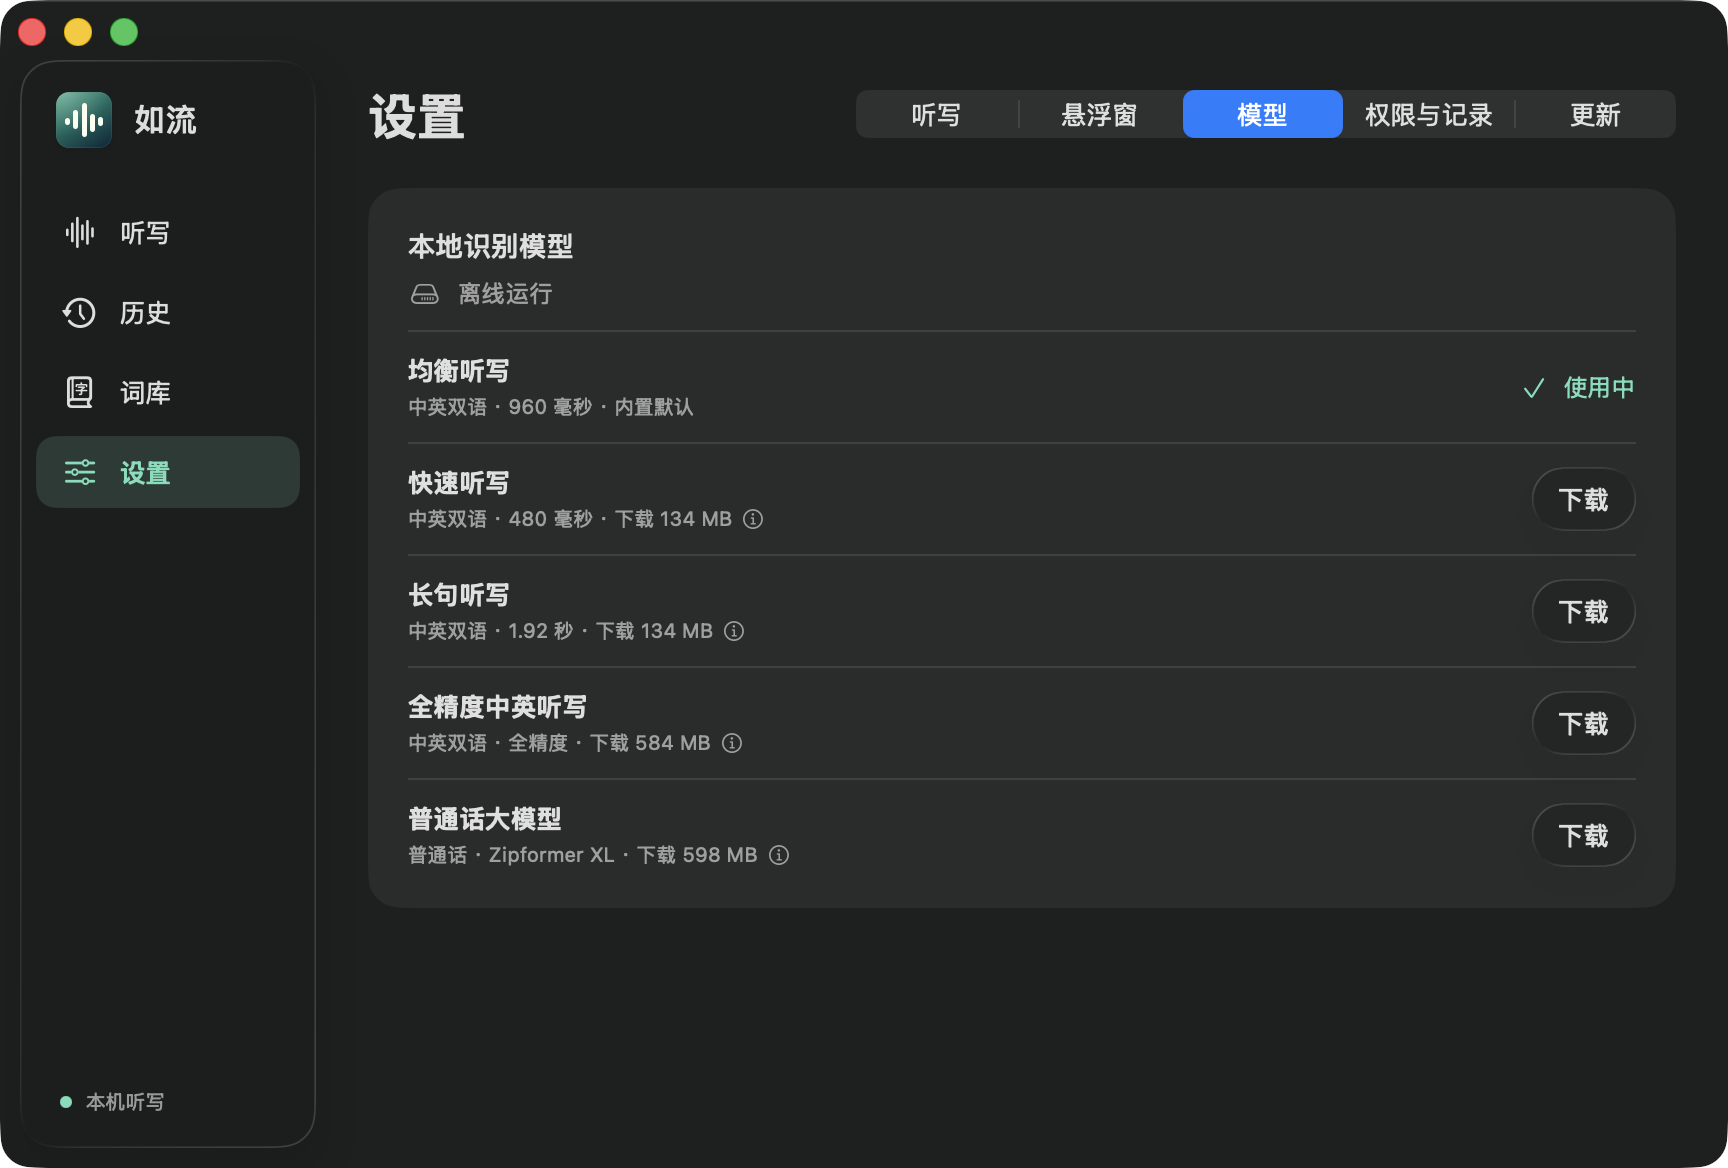 如流
听写
历史
词库
设置
本机听写
设置
听写
悬浮窗
模型
权限与记录
更新
本地识别模型
离线运行
均衡听写
中英双语 · 960 毫秒 · 内置默认
使用中
快速听写
中英双语 · 480 毫秒 · 下载 134 MB
下载
长句听写
中英双语 · 1.92 秒 · 下载 134 MB
下载
全精度中英听写
中英双语 · 全精度 · 下载 584 MB
下载
普通话大模型
普通话 · Zipformer XL · 下载 598 MB
下载